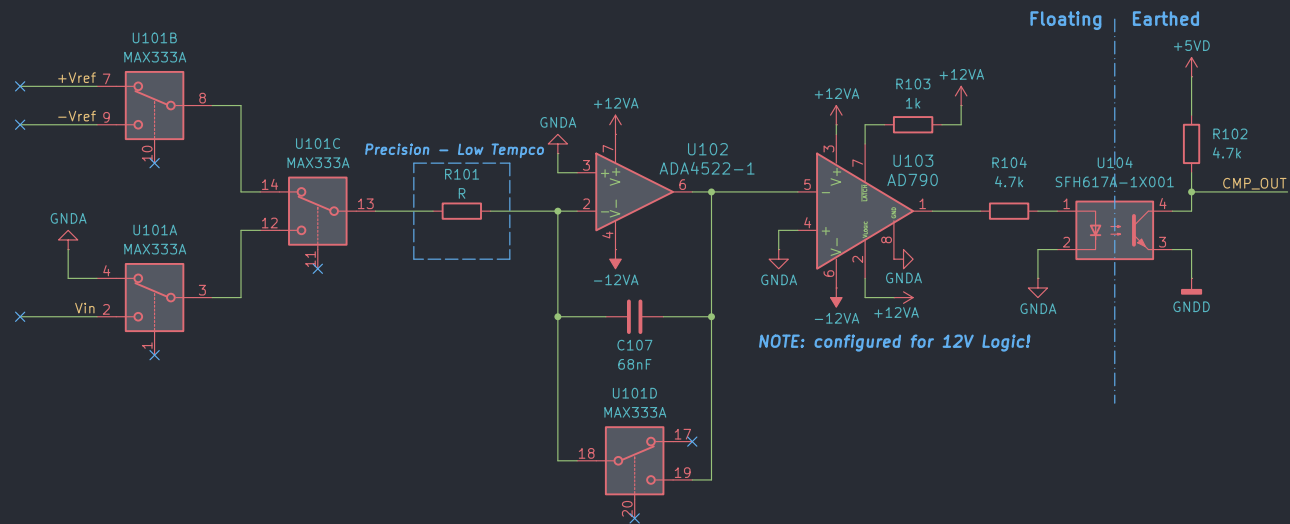 Floating Earthed
U101B
MAX333A
+Vref 7
-Vref 9
8
10
U101C
MAX333A
14
12
13
11
GNDA
U101A
MAX333A
4
Vin 2
3
1
Precision - Low Tempco
R101
R
GNDA
+12VA
3
2
7
4
6
+
-
V+
V-
U102
ADA4522-1
-12VA
C107
68nF
U101D
MAX333A
17
18
19
20
+12VA
R103
1k
+12VA
U103
AD790
3
7
5
4
6
2
8
1
-
+
V+
V-
LATCH
VLOGIC
GND
GNDA
GNDA
-12VA
+12VA
NOTE: configured for 12V Logic!
R104
4.7k
U104
SFH617A-1X001
1
2
4
3
GNDA
+5VD
R102
4.7k
CMP_OUT
GNDD